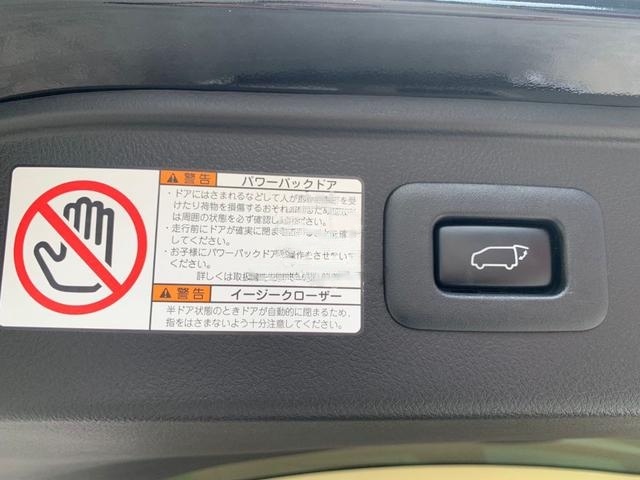 警告 パワーバックドア
・ドアにはさまれるなどして人が
けたり荷物を損傷するおそれ
は周囲の状態を必ず確認し
・走行前にドアが確実に閉ま
してください。
・お子様にパワーバックドア 操作
ください。
詳しくは取扱
警告 イージークローザー
半ドア状態のときドアが自動的に閉まるため、
指をはさまないよう十分注意してください。